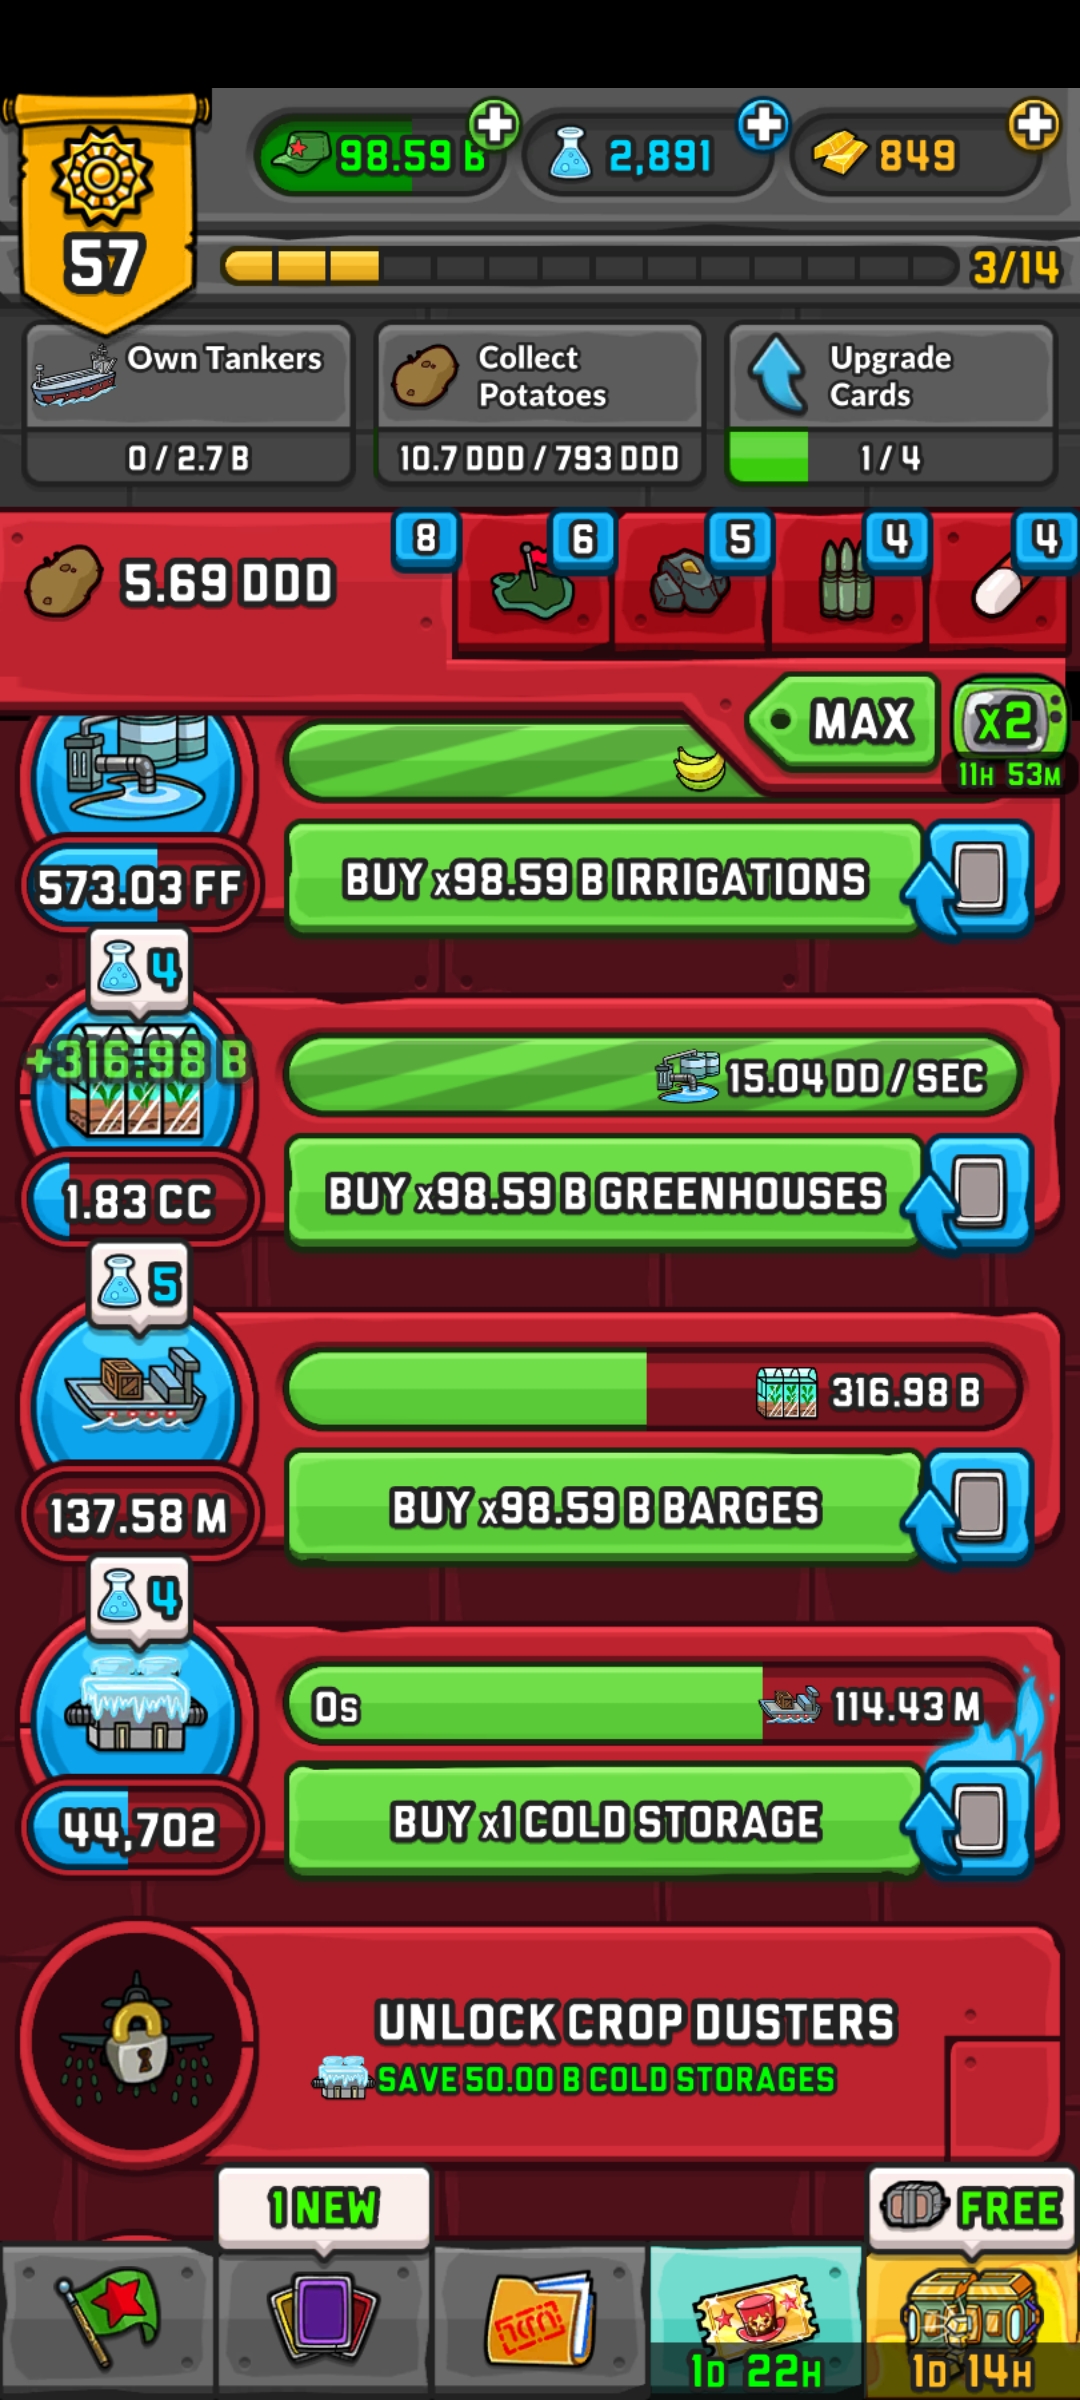 98.59 B
2,891
849
57
3/14
Own Tankers
0 / 2.7 B
Collect
Potatoes
10.7 DDD / 793 DDD
Upgrade
Cards
1 / 4
5.69 DDD
8
6
5
4
4
MAX
x2
11H 53M
573.03 FF
BUY x98.59 B IRRIGATIONS
4
+316.98 B
15.04 DD / SEC
1.83 CC
BUY x98.59 B GREENHOUSES
5
316.98 B
137.58 M
BUY x98.59 B BARGES
4
0s
114.43 M
44,702
BUY x1 COLD STORAGE
UNLOCK CROP DUSTERS
SAVE 50.00 B COLD STORAGES
1 NEW
FREE
1D 22H
1D 14H